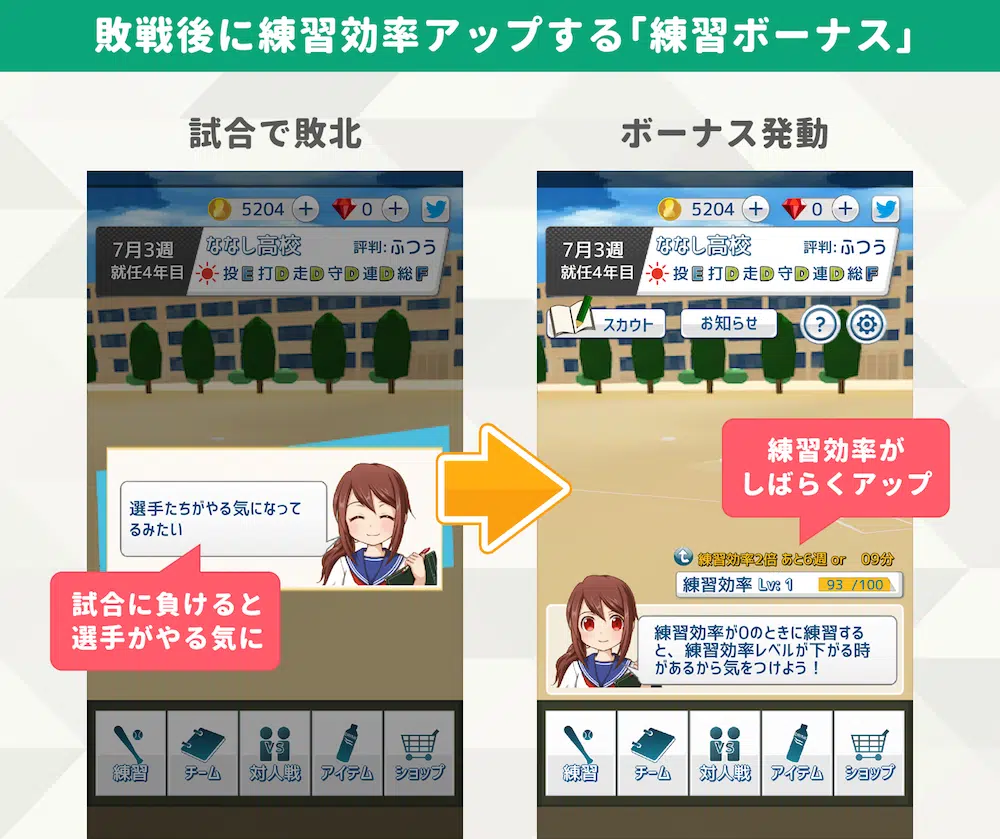 敗戦後に練習効率アップする「練習ボーナス」
試合で敗北
5204
0
7月3週
就任4年目
ななし高校
評判:ふつう
投E打D走D守D連D総F
選手たちがやる気になって
るみたい
試合に負けると
選手がやる気に
練習
チーム
VS
対人戦
アイテム
ショップ
ボーナス発動
5204
0
7月3週
就任4年目
ななし高校
評判:ふつう
投E打D走D守D連D総F
スカウト
お知らせ
?
練習効率が
しばらくアップ
練習効率2倍 あと6週 or 09分
練習効率 Lv: 1 93 /100
練習効率が0のときに練習する
と、練習効率レベルが下がる時
があるから気をつけよう!
練習
チーム
VS
対人戦
アイテム
ショップ